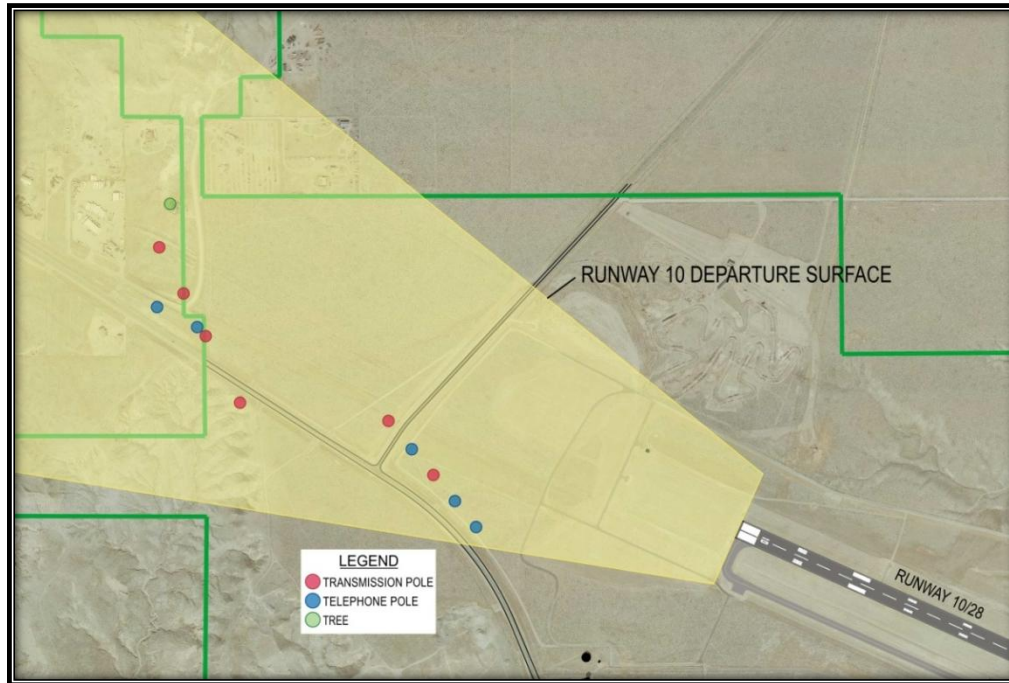 RUNWAY 10 DEPARTURE SURFACE
LEGEND
TRANSMISSION POLE
TELEPHONE POLE
TREE
RUNWAY 10/28